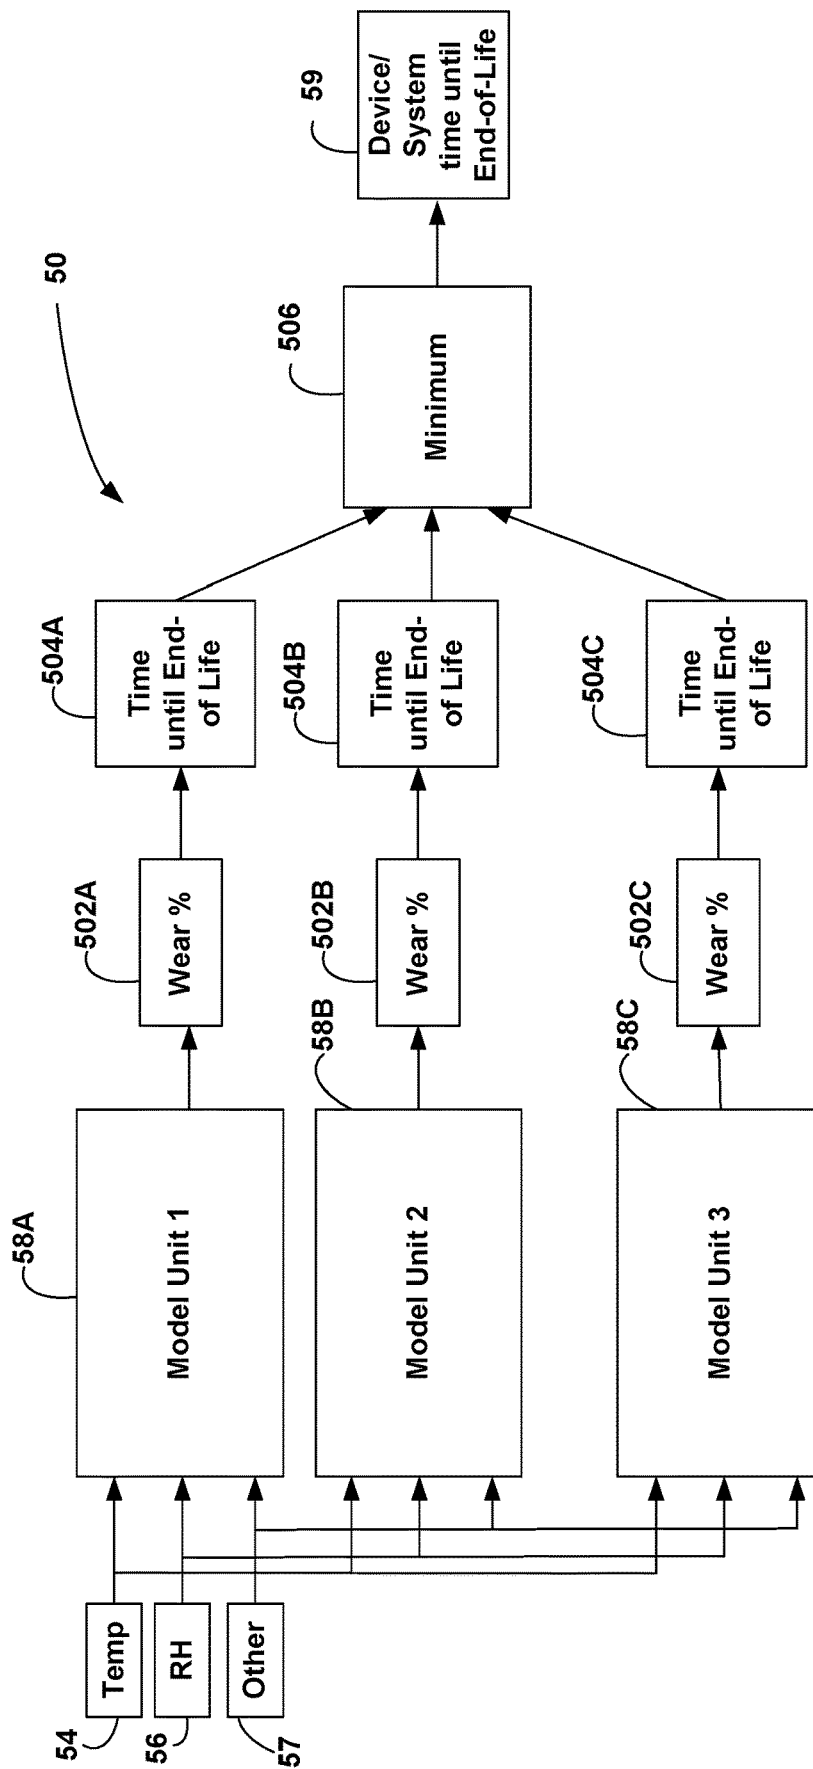 50
54
Temp
56
RH
57
Other
58A
Model Unit 1
58B
Model Unit 2
58C
Model Unit 3
502A
Wear %
502B
Wear %
502C
Wear %
504A
Time
until End-
of Life
504B
Time
until End-
of Life
504C
Time
until End-
of Life
506
Minimum
59
Device/
System
time until
End-of-Life